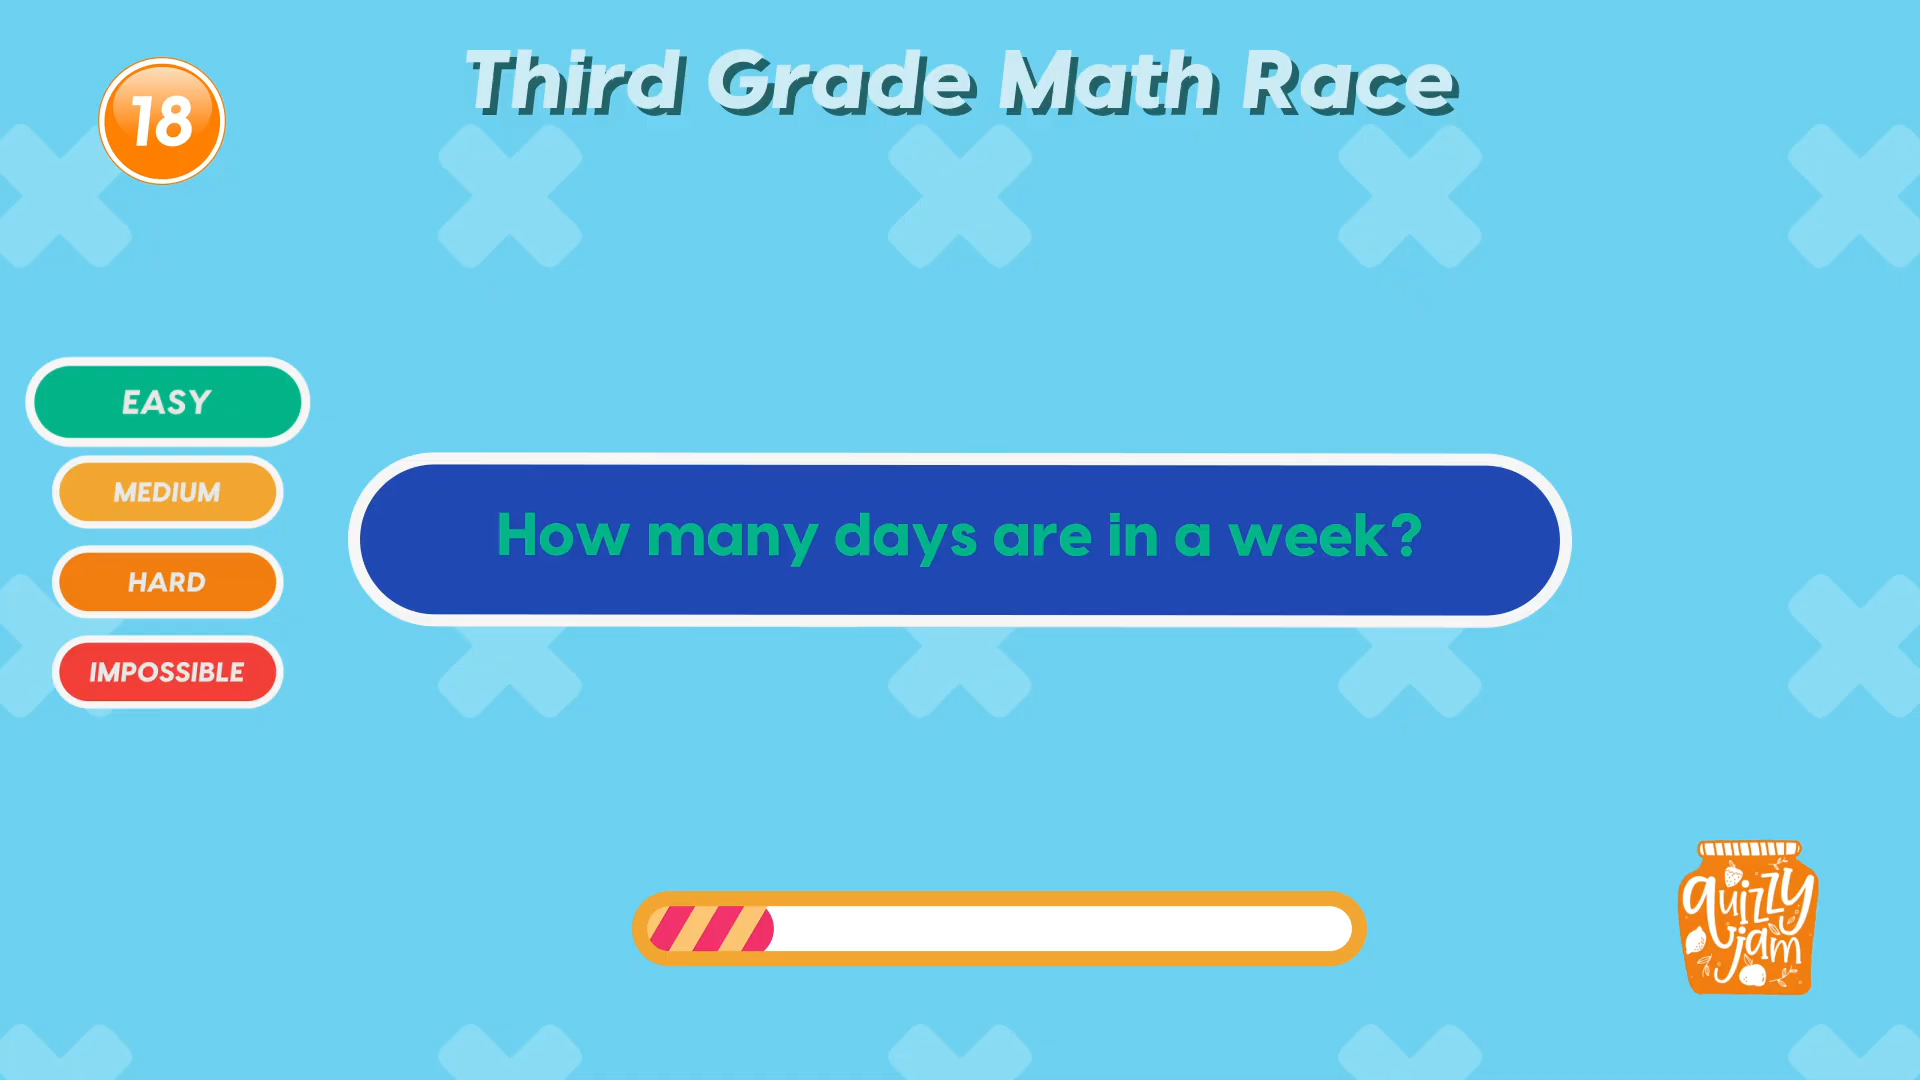 Third Grade Math Race
18
EASY
MEDIUM
HARD
IMPOSSIBLE
How many days are in a week?
quizzy
jam